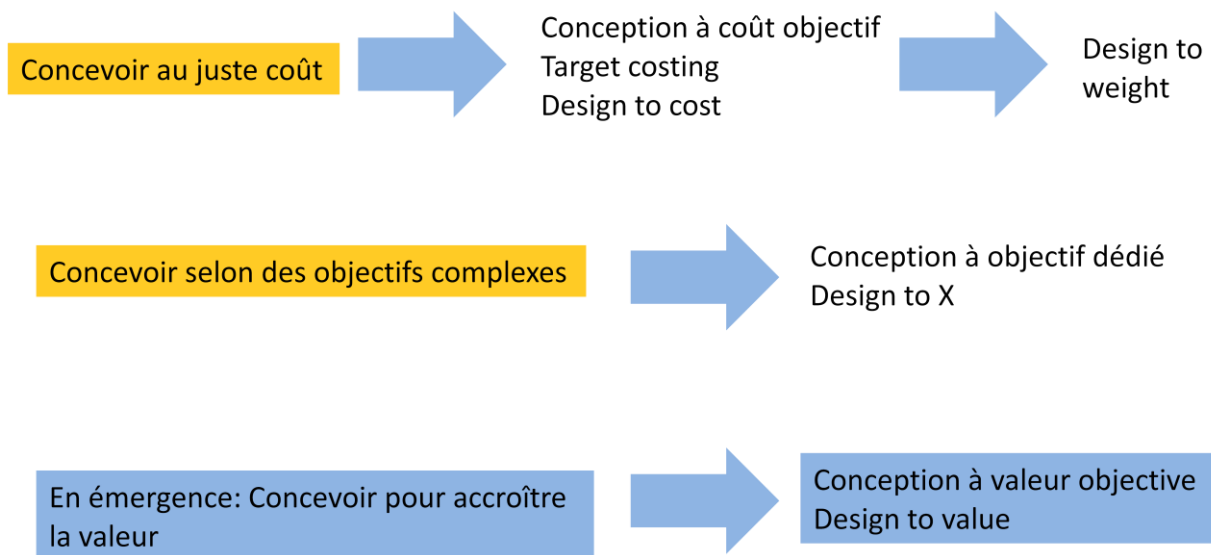 Concevoir au juste coût
Conception à coût objectif
Target costing
Design to cost
Design to
weight
Concevoir selon des objectifs complexes
Conception à objectif dédié
Design to X
En émergence: Concevoir pour accroître
la valeur
Conception à valeur objective
Design to value